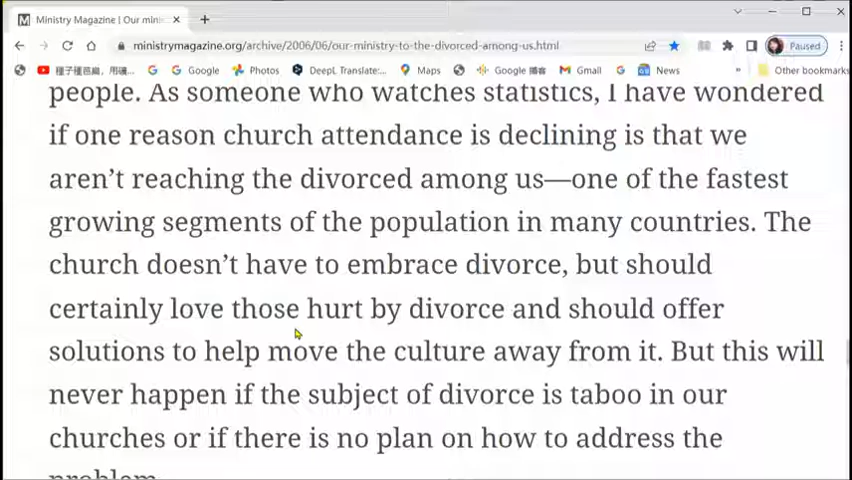 Ministry Magazine | Our minis
ministrymagazine.org/archive/2006/06/our-ministry-to-the-divorced-among-us.html
Paused
Google
Photos
DeepL Translate:...
Maps
Google 博客
Gmail
News
Other bookmarks
people. As someone who watches statistics, I have wondered
if one reason church attendance is declining is that we
aren't reaching the divorced among us—one of the fastest
growing segments of the population in many countries. The
church doesn't have to embrace divorce, but should
certainly love those hurt by divorce and should offer
solutions to help move the culture away from it. But this will
never happen if the subject of divorce is taboo in our
churches or if there is no plan on how to address the
problem.